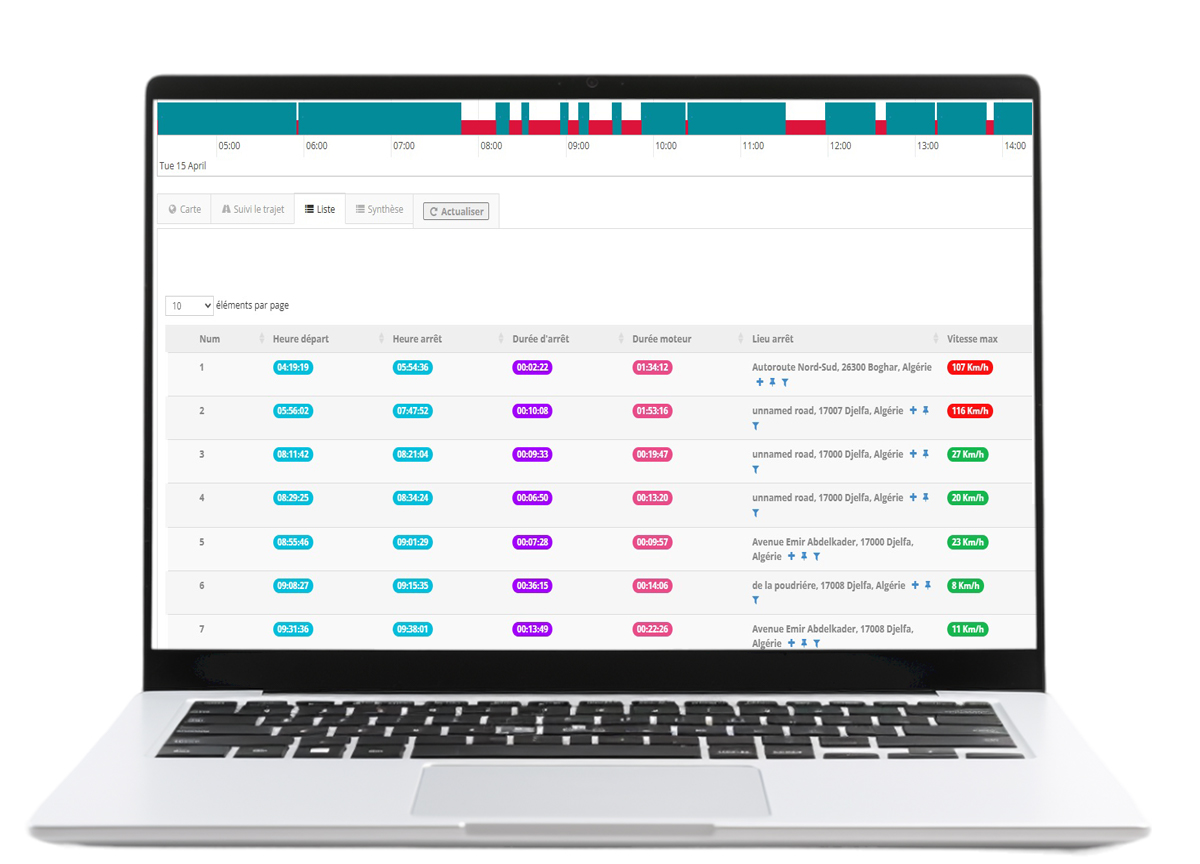 05:00 06:00 07:00 08:00 09:00 10:00 11:00 12:00 13:00 14:00
Tue 15 April
Carte Suivi le trajet Liste Synthèse Actualiser
10 éléments par page
Num Heure départ Heure arrêt Durée d'arrêt Durée moteur Lieu arrêt Vitesse max
1 04:19:19 05:54:36 00:02:22 01:34:12 Autoroute Nord-Sud, 26300 Boghar, Algérie 107 Km/h
2 05:56:02 07:47:52 00:10:08 01:53:16 unnamed road, 17007 Djelfa, Algérie 116 Km/h
3 08:11:42 08:21:04 00:09:33 00:19:47 unnamed road, 17000 Djelfa, Algérie 27 Km/h
4 08:29:25 08:34:24 00:06:50 00:13:20 unnamed road, 17000 Djelfa, Algérie 20 Km/h
5 08:55:46 09:01:29 00:07:28 00:09:57 Avenue Emir Abdelkader, 17000 Djelfa, 23 Km/h
Algérie
6 09:08:27 09:15:35 00:36:15 00:14:06 de la poudriére, 17008 Djelfa, Algérie 8 Km/h
7 09:31:36 09:38:01 00:13:49 00:22:26 Avenue Emir Abdelkader, 17008 Djelfa, 11 Km/h
Algérie